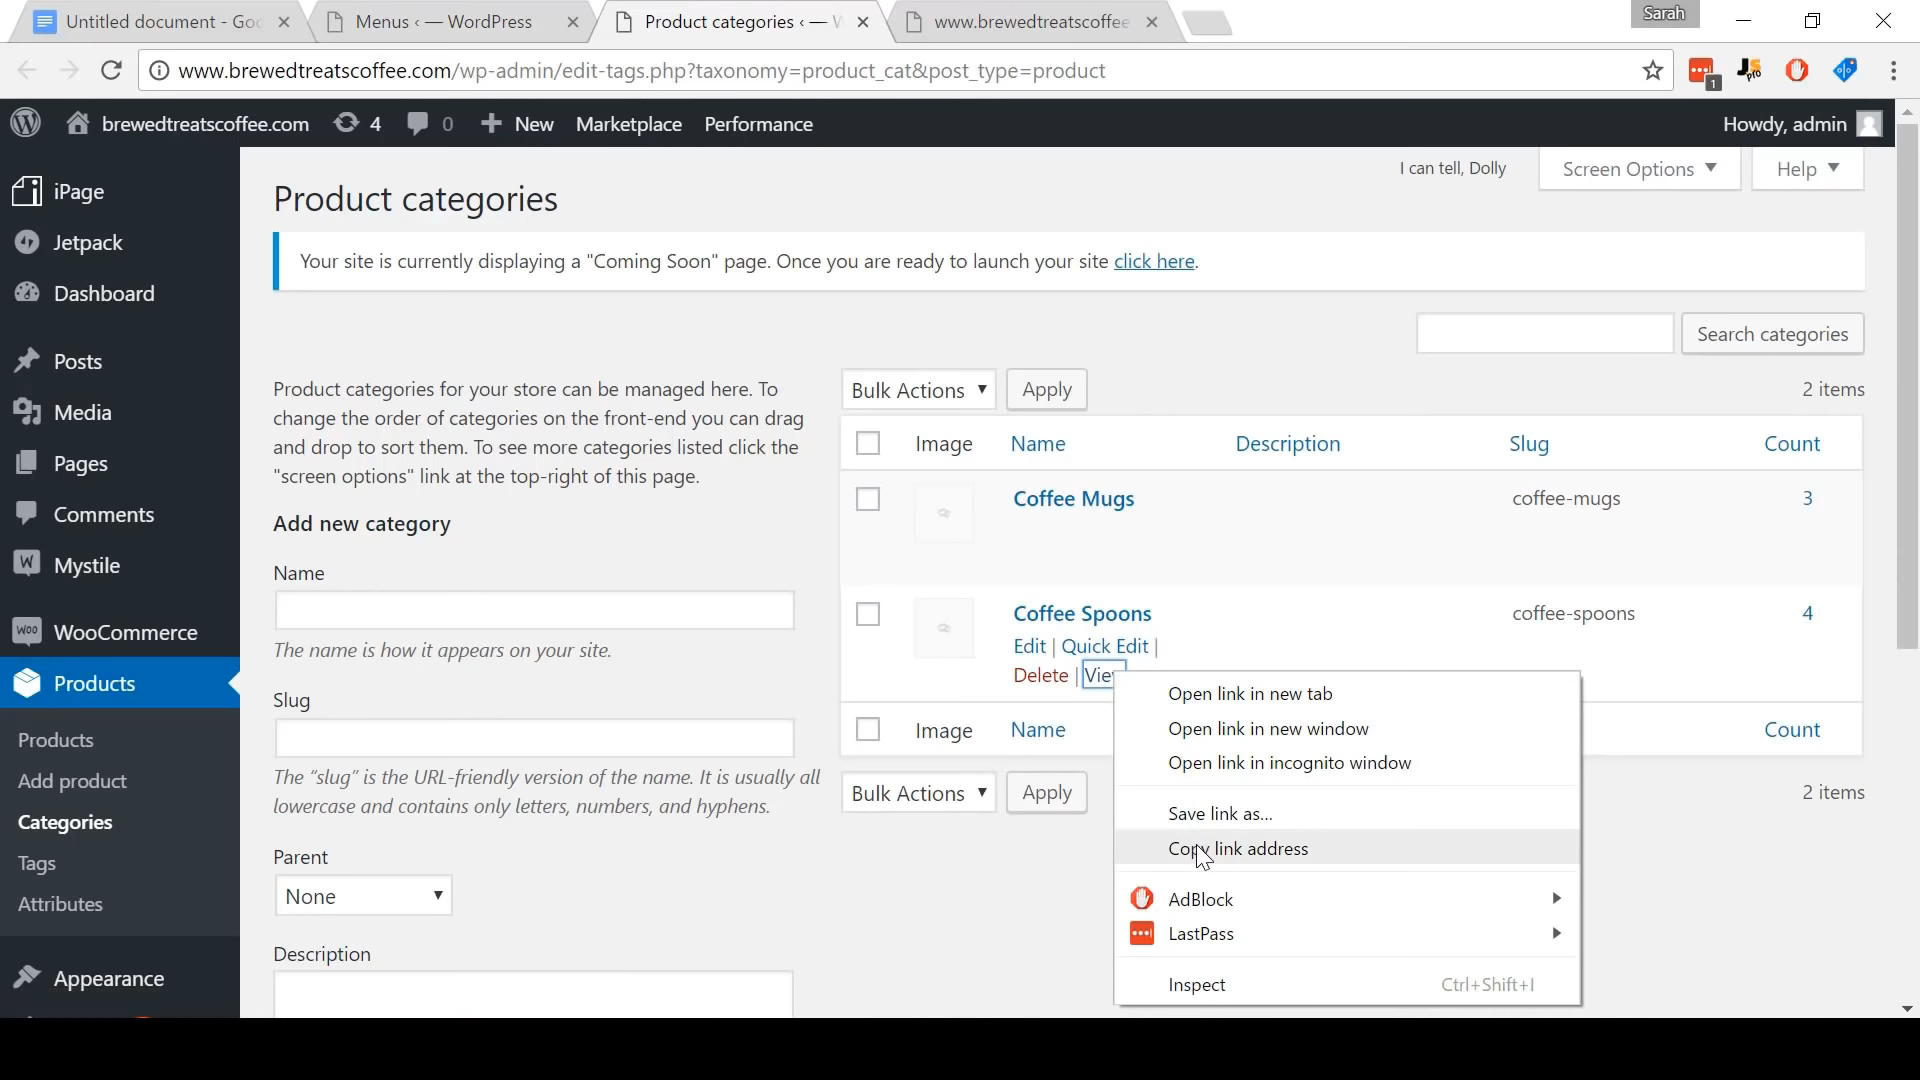 Untitled document - Goo
Menus ‹ — WordPress
Product categories ‹ — W
www.brewedtreatscoffee
Sarah
www.brewedtreatscoffee.com/wp-admin/edit-tags.php?taxonomy=product_cat&post_type=product
1
JS
pro
brewedtreatscoffee.com
4
0
New
Marketplace
Performance
Howdy, admin
iPage
Jetpack
Dashboard
Posts
Media
Pages
Comments
Mystile
WooCommerce
Products
Products
Add product
Categories
Tags
Attributes
Appearance
I can tell, Dolly
Screen Options
Help
Product categories
Your site is currently displaying a "Coming Soon" page. Once you are ready to launch your site click here.
Search categories
Product categories for your store can be managed here. To
change the order of categories on the front-end you can drag
and drop to sort them. To see more categories listed click the
"screen options" link at the top-right of this page.
Add new category
Name
The name is how it appears on your site.
Slug
The “slug” is the URL-friendly version of the name. It is usually all
lowercase and contains only letters, numbers, and hyphens.
Parent
None
Description
Bulk Actions
Apply
2 items
Image Name Description Slug Count
Coffee Mugs coffee-mugs 3
Coffee Spoons coffee-spoons 4
Edit | Quick Edit |
Delete | View
Image Name Count
Bulk Actions
Apply
2 items
Open link in new tab
Open link in new window
Open link in incognito window
Save link as...
Copy link address
AdBlock
LastPass
Inspect Ctrl+Shift+I